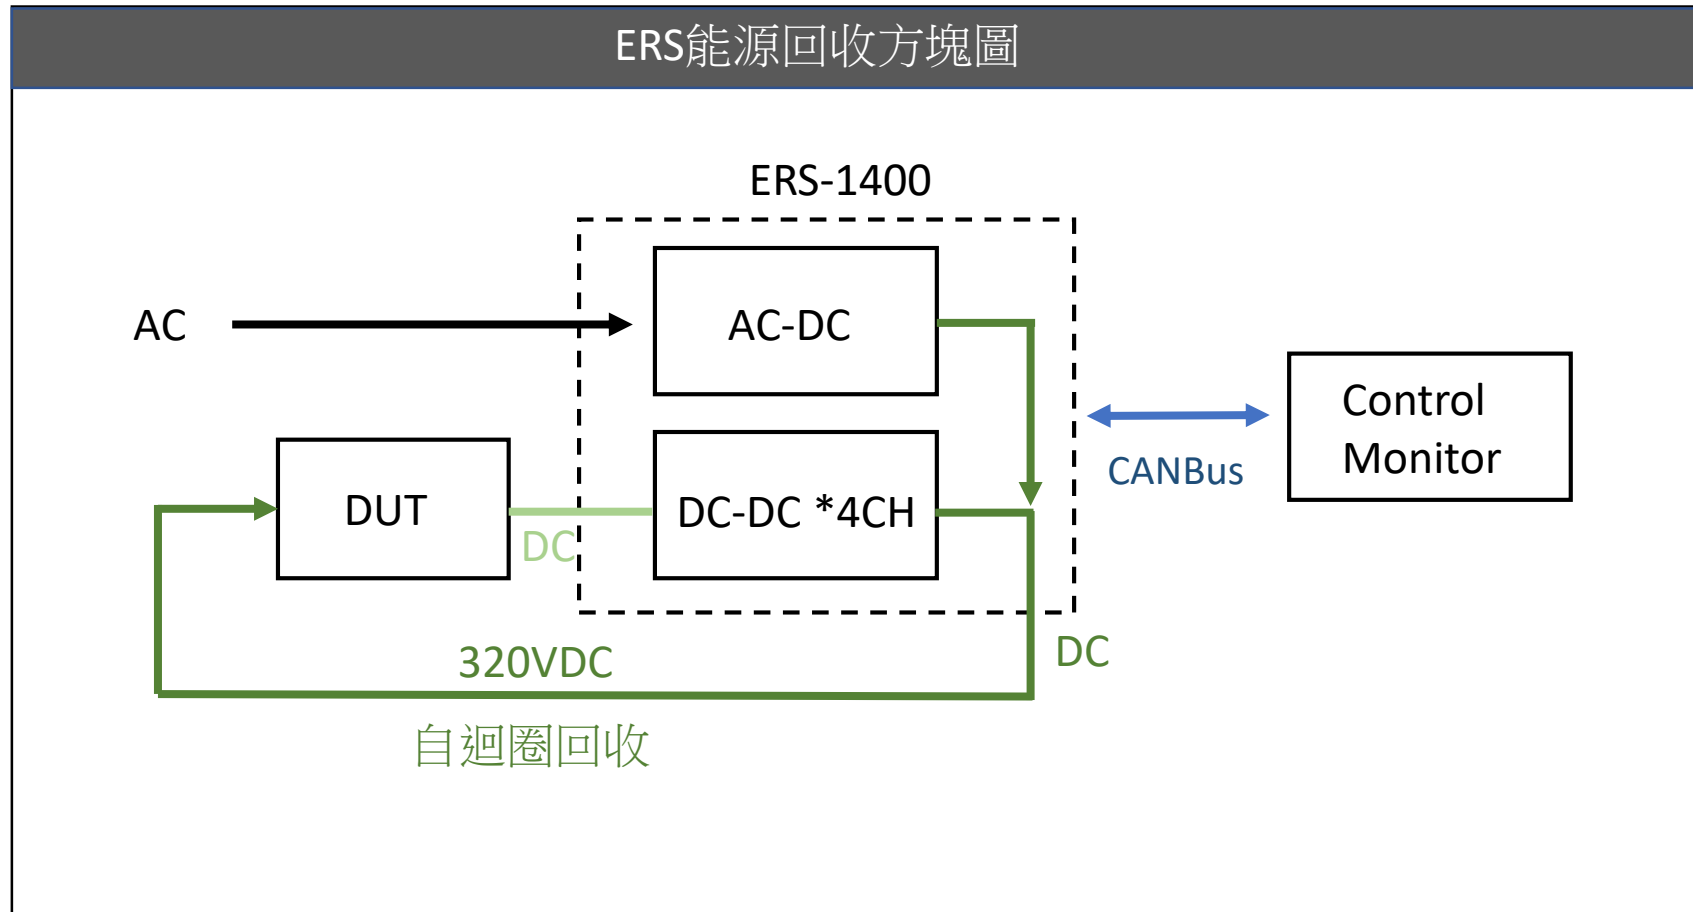 ERS能源回收方塊圖
ERS-1400
AC
AC-DC
Control
Monitor
CANBus
DUT
DC
DC-DC *4CH
320VDC
DC
自迴圈回收